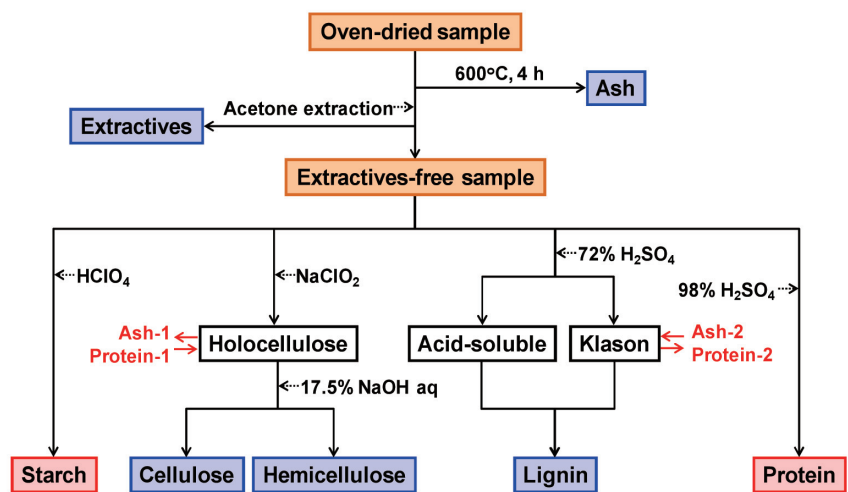 Oven-dried sample
600°C, 4 h
Ash
Acetone extraction
Extractives
Extractives-free sample
HClO₄
NaClO₂
72% H₂SO₄
98% H₂SO₄
Ash-1
Protein-1
Holocellulose
Acid-soluble
Klason
Ash-2
Protein-2
17.5% NaOH aq
Starch
Cellulose
Hemicellulose
Lignin
Protein